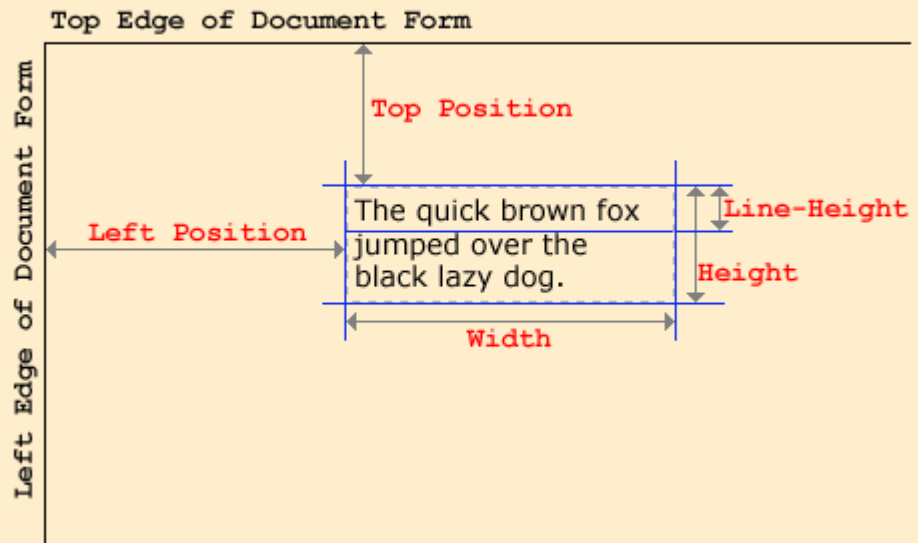 Top Edge of Document Form
Left Edge of Document Form
Top Position
The quick brown fox
Line-Height
Left Position
jumped over the
black lazy dog.
Height
Width